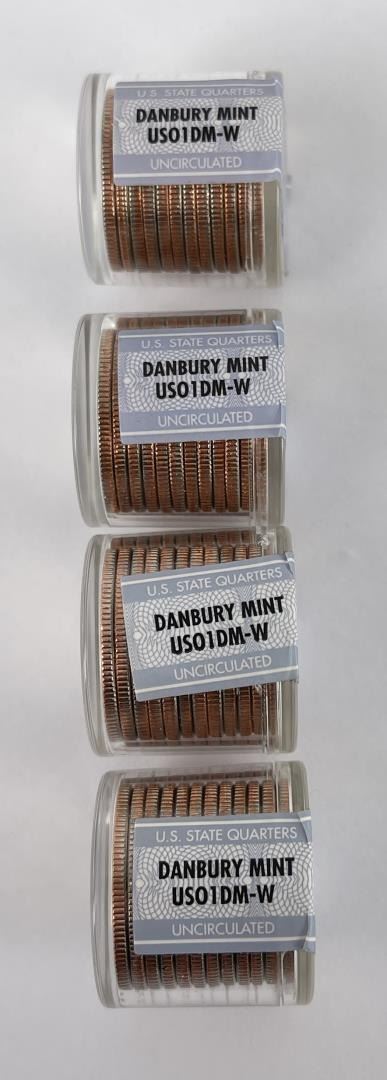 U.S. STATE QUARTERS
DANBURY MINT
US01DM-W
UNCIRCULATED
U.S. STATE QUARTERS
DANBURY MINT
US01DM-W
UNCIRCULATED
U.S. STATE QUARTERS
DANBURY MINT
US01DM-W
UNCIRCULATED
U.S. STATE QUARTERS
DANBURY MINT
US01DM-W
UNCIRCULATED